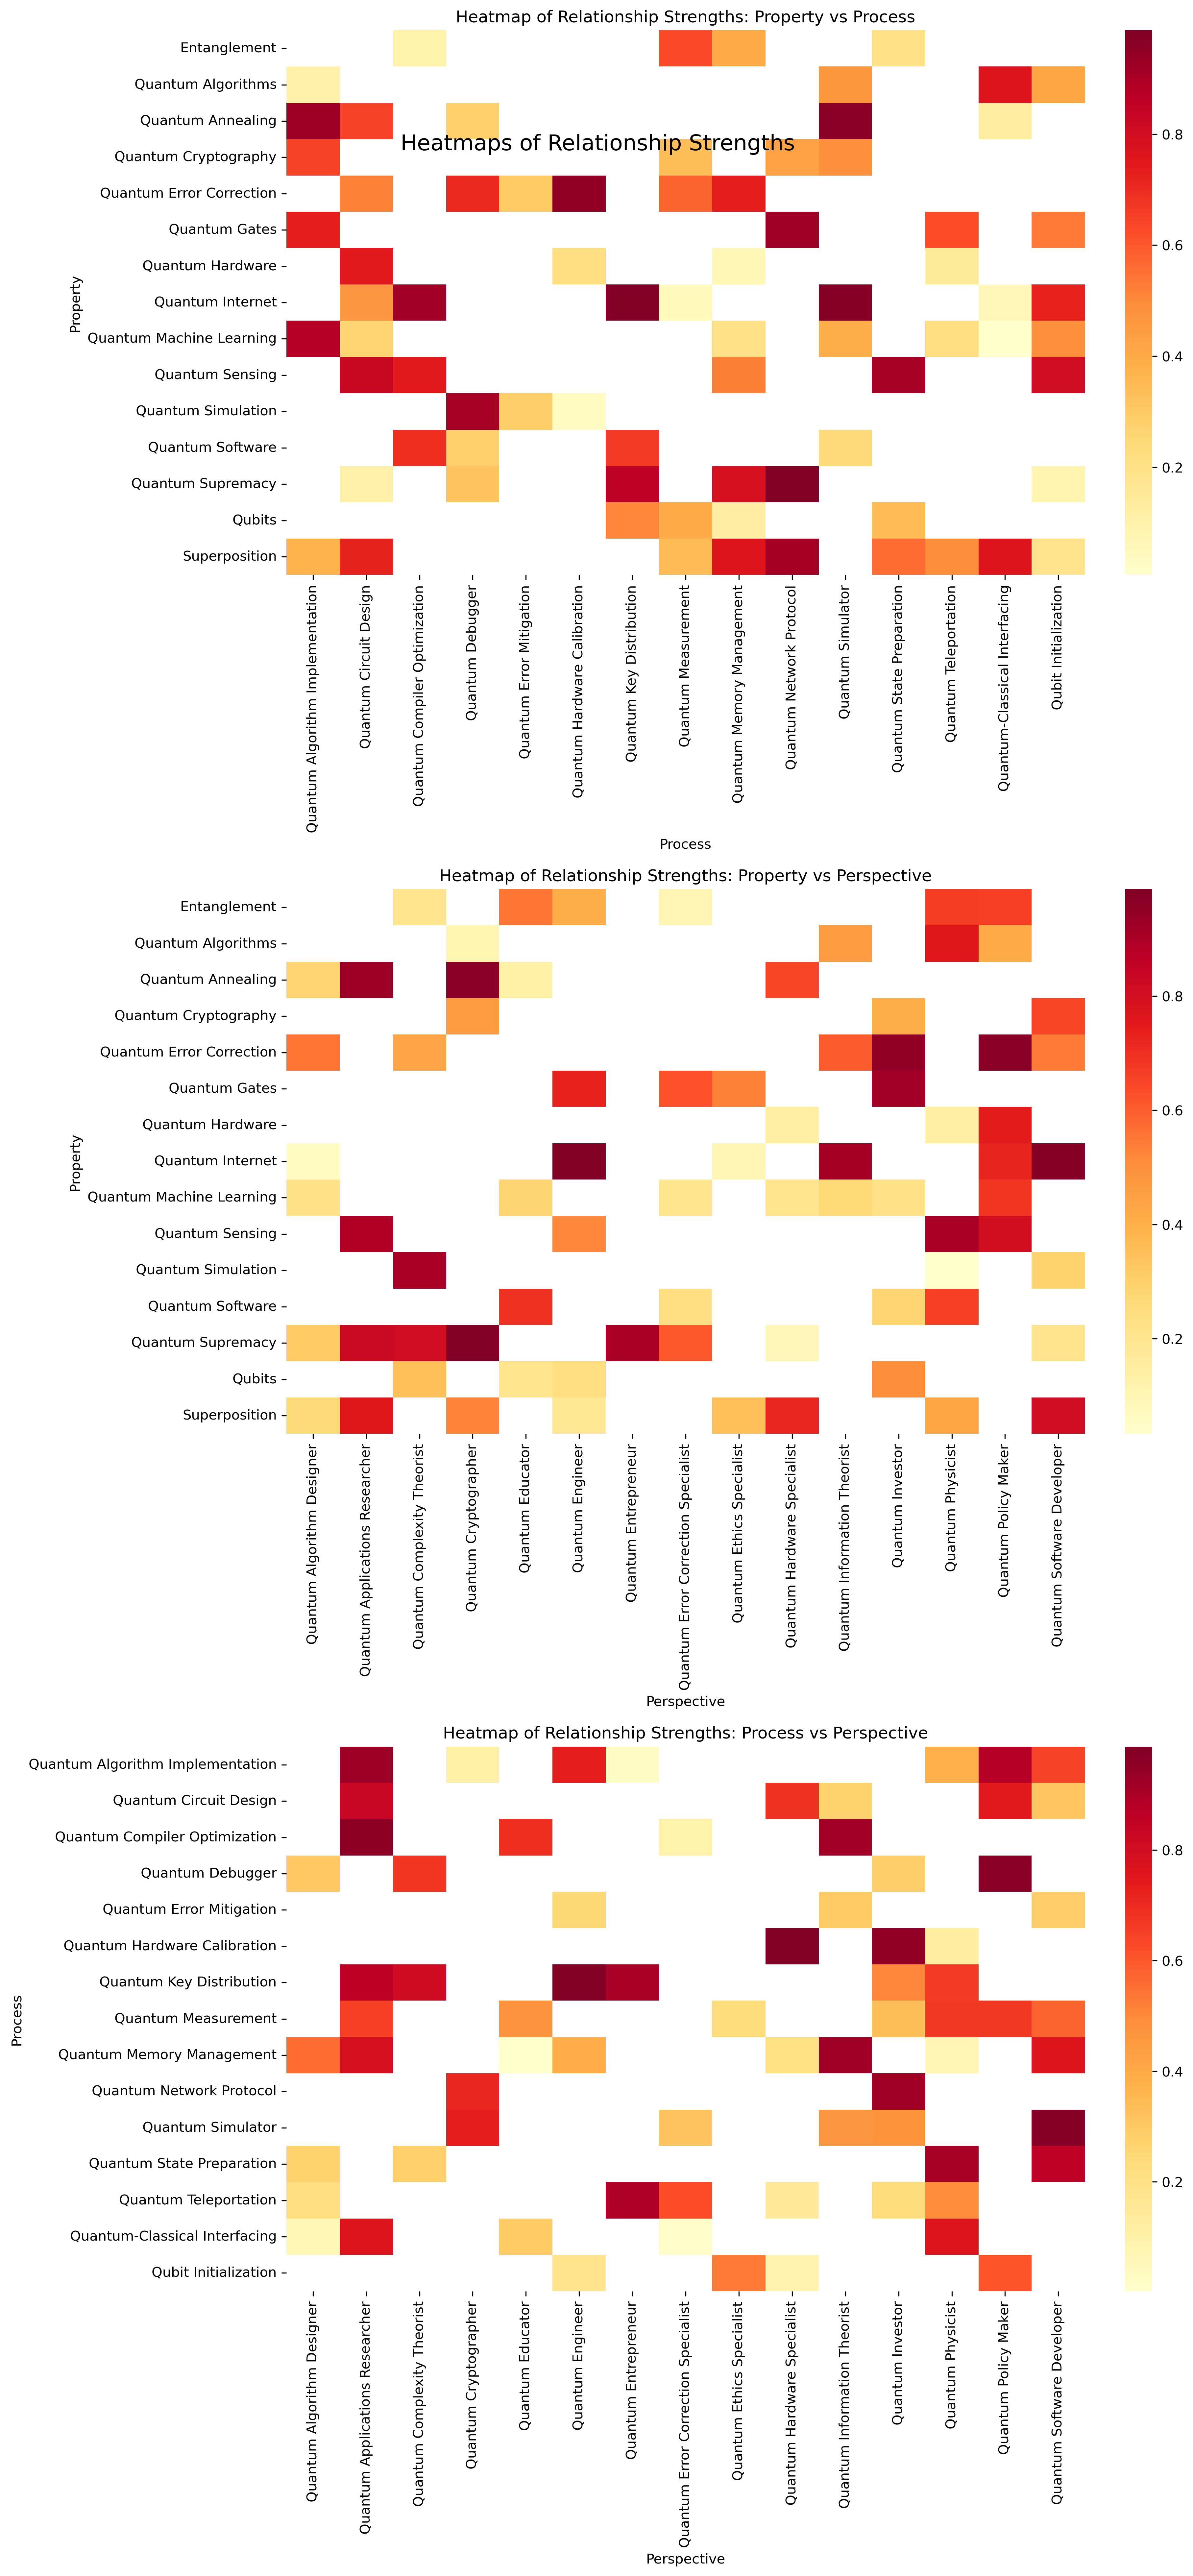 Heatmap of Relationship Strengths: Property vs Process
Heatmaps of Relationship Strengths
Property
Entanglement
Quantum Algorithms
Quantum Annealing
Quantum Cryptography
Quantum Error Correction
Quantum Gates
Quantum Hardware
Quantum Internet
Quantum Machine Learning
Quantum Sensing
Quantum Simulation
Quantum Software
Quantum Supremacy
Qubits
Superposition
Quantum Algorithm Implementation
Quantum Circuit Design
Quantum Compiler Optimization
Quantum Debugger
Quantum Error Mitigation
Quantum Hardware Calibration
Quantum Key Distribution
Quantum Measurement
Quantum Memory Management
Quantum Network Protocol
Quantum Simulator
Quantum State Preparation
Quantum Teleportation
Quantum-Classical Interfacing
Qubit Initialization
Process
0.8
0.6
0.4
0.2
Heatmap of Relationship Strengths: Property vs Perspective
Property
Entanglement
Quantum Algorithms
Quantum Annealing
Quantum Cryptography
Quantum Error Correction
Quantum Gates
Quantum Hardware
Quantum Internet
Quantum Machine Learning
Quantum Sensing
Quantum Simulation
Quantum Software
Quantum Supremacy
Qubits
Superposition
Quantum Algorithm Designer
Quantum Applications Researcher
Quantum Complexity Theorist
Quantum Cryptographer
Quantum Educator
Quantum Engineer
Quantum Entrepreneur
Quantum Error Correction Specialist
Quantum Ethics Specialist
Quantum Hardware Specialist
Quantum Information Theorist
Quantum Investor
Quantum Physicist
Quantum Policy Maker
Quantum Software Developer
Perspective
0.8
0.6
0.4
0.2
Heatmap of Relationship Strengths: Process vs Perspective
Process
Quantum Algorithm Implementation
Quantum Circuit Design
Quantum Compiler Optimization
Quantum Debugger
Quantum Error Mitigation
Quantum Hardware Calibration
Quantum Key Distribution
Quantum Measurement
Quantum Memory Management
Quantum Network Protocol
Quantum Simulator
Quantum State Preparation
Quantum Teleportation
Quantum-Classical Interfacing
Qubit Initialization
Quantum Algorithm Designer
Quantum Applications Researcher
Quantum Complexity Theorist
Quantum Cryptographer
Quantum Educator
Quantum Engineer
Quantum Entrepreneur
Quantum Error Correction Specialist
Quantum Ethics Specialist
Quantum Hardware Specialist
Quantum Information Theorist
Quantum Investor
Quantum Physicist
Quantum Policy Maker
Quantum Software Developer
Perspective
0.8
0.6
0.4
0.2